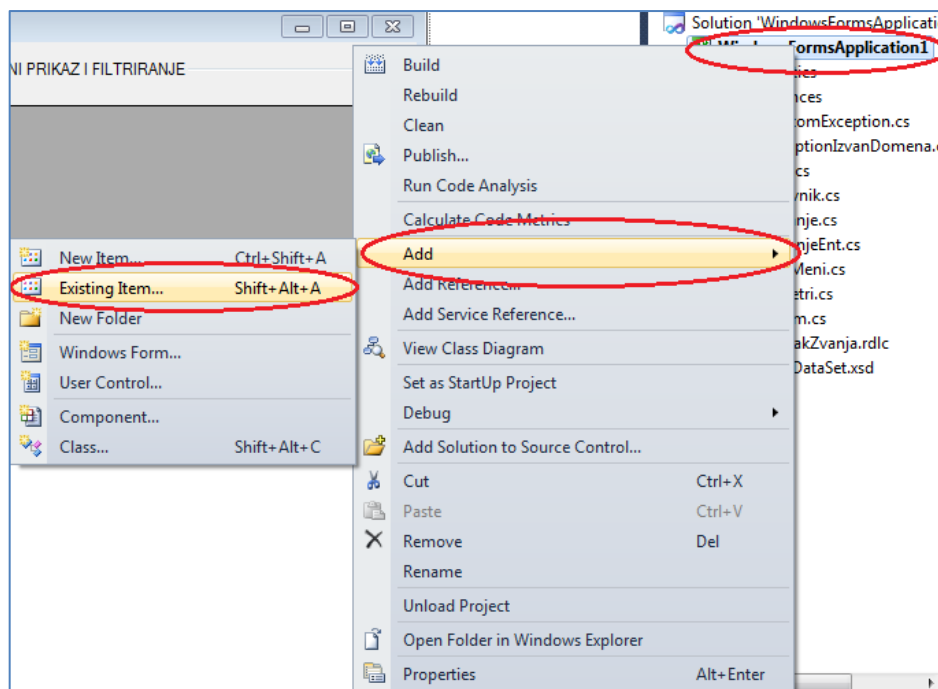 Solution 'WindowsFormsApplicati
FormsApplication1
NI PRIKAZ I FILTRIRANJE
Build
Rebuild
Clean
Publish...
Run Code Analysis
Calculate Code Metrics
Add
Add Reference...
Add Service Reference...
View Class Diagram
Set as StartUp Project
Debug
Add Solution to Source Control...
Cut Ctrl+X
Paste Ctrl+V
Remove Del
Rename
Unload Project
Open Folder in Windows Explorer
Properties Alt+Enter
New Item... Ctrl+Shift+A
Existing Item... Shift+Alt+A
New Folder
Windows Form...
User Control...
Component...
Class... Shift+Alt+C
ies
nces
tomException.cs
ptionIzvanDomena.
cs
vnik.cs
nje.cs
njeEnt.cs
Meni.cs
etri.cs
m.cs
akZvanja.rdlc
DataSet.xsd